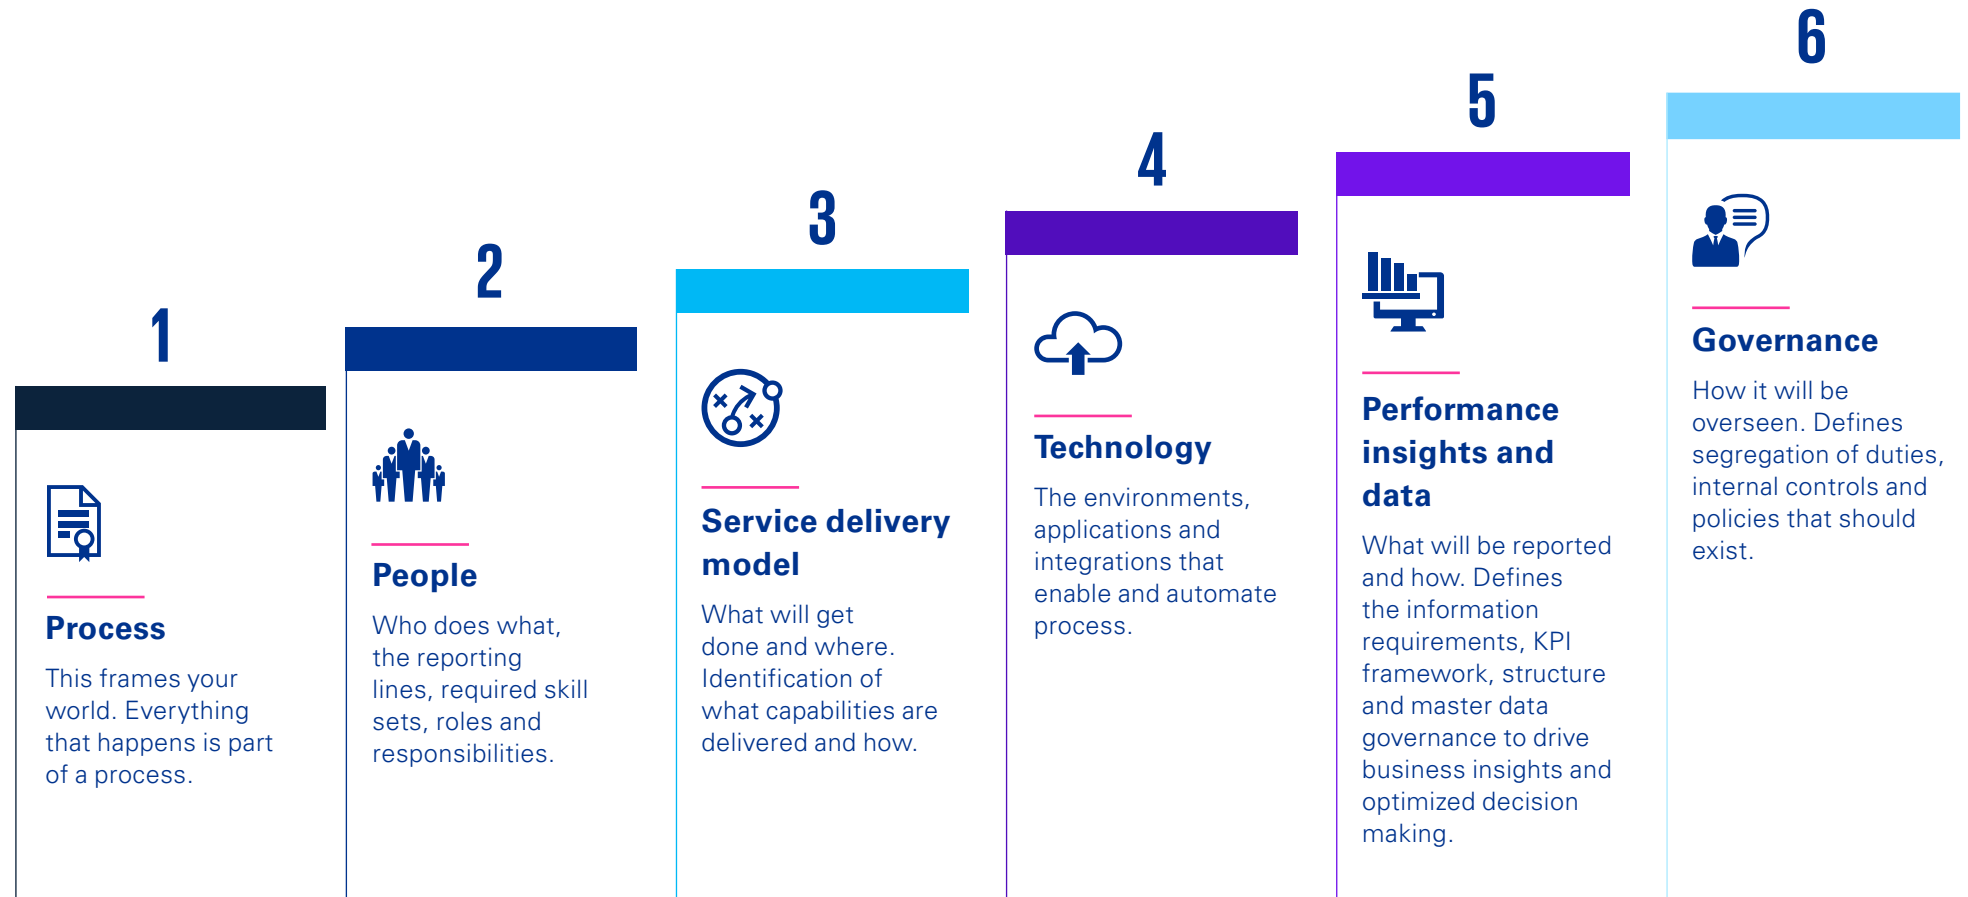 1
Process
This frames your
world. Everything
that happens is part
of a process.
2
People
Who does what,
the reporting
lines, required skill
sets, roles and
responsibilities.
3
Service delivery
model
What will get
done and where.
Identification of
what capabilities are
delivered and how.
4
Technology
The environments,
applications and
integrations that
enable and automate
process.
5
Performance
insights and
data
What will be reported
and how. Defines
the information
requirements, KPI
framework, structure
and master data
governance to drive
business insights and
optimized decision
making.
6
Governance
How it will be
overseen. Defines
segregation of duties,
internal controls and
policies that should
exist.